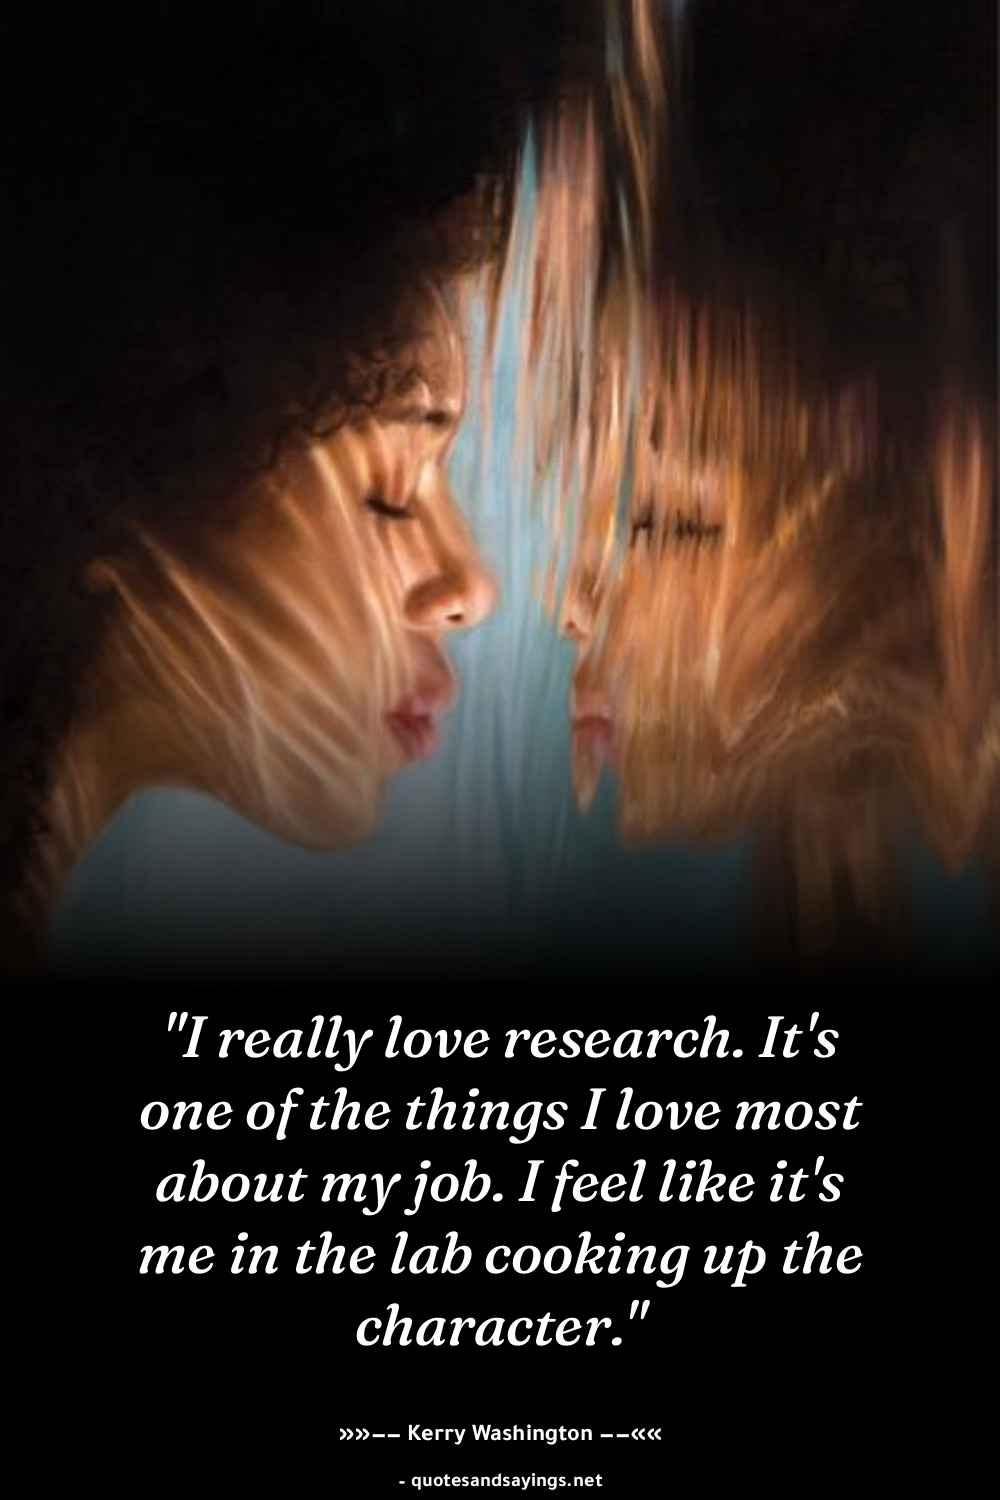 "I really love research. It's
one of the things I love most
about my job. I feel like it's
me in the lab cooking up the
character."
»»–– Kerry Washington ––««
- quotesandsayings.net